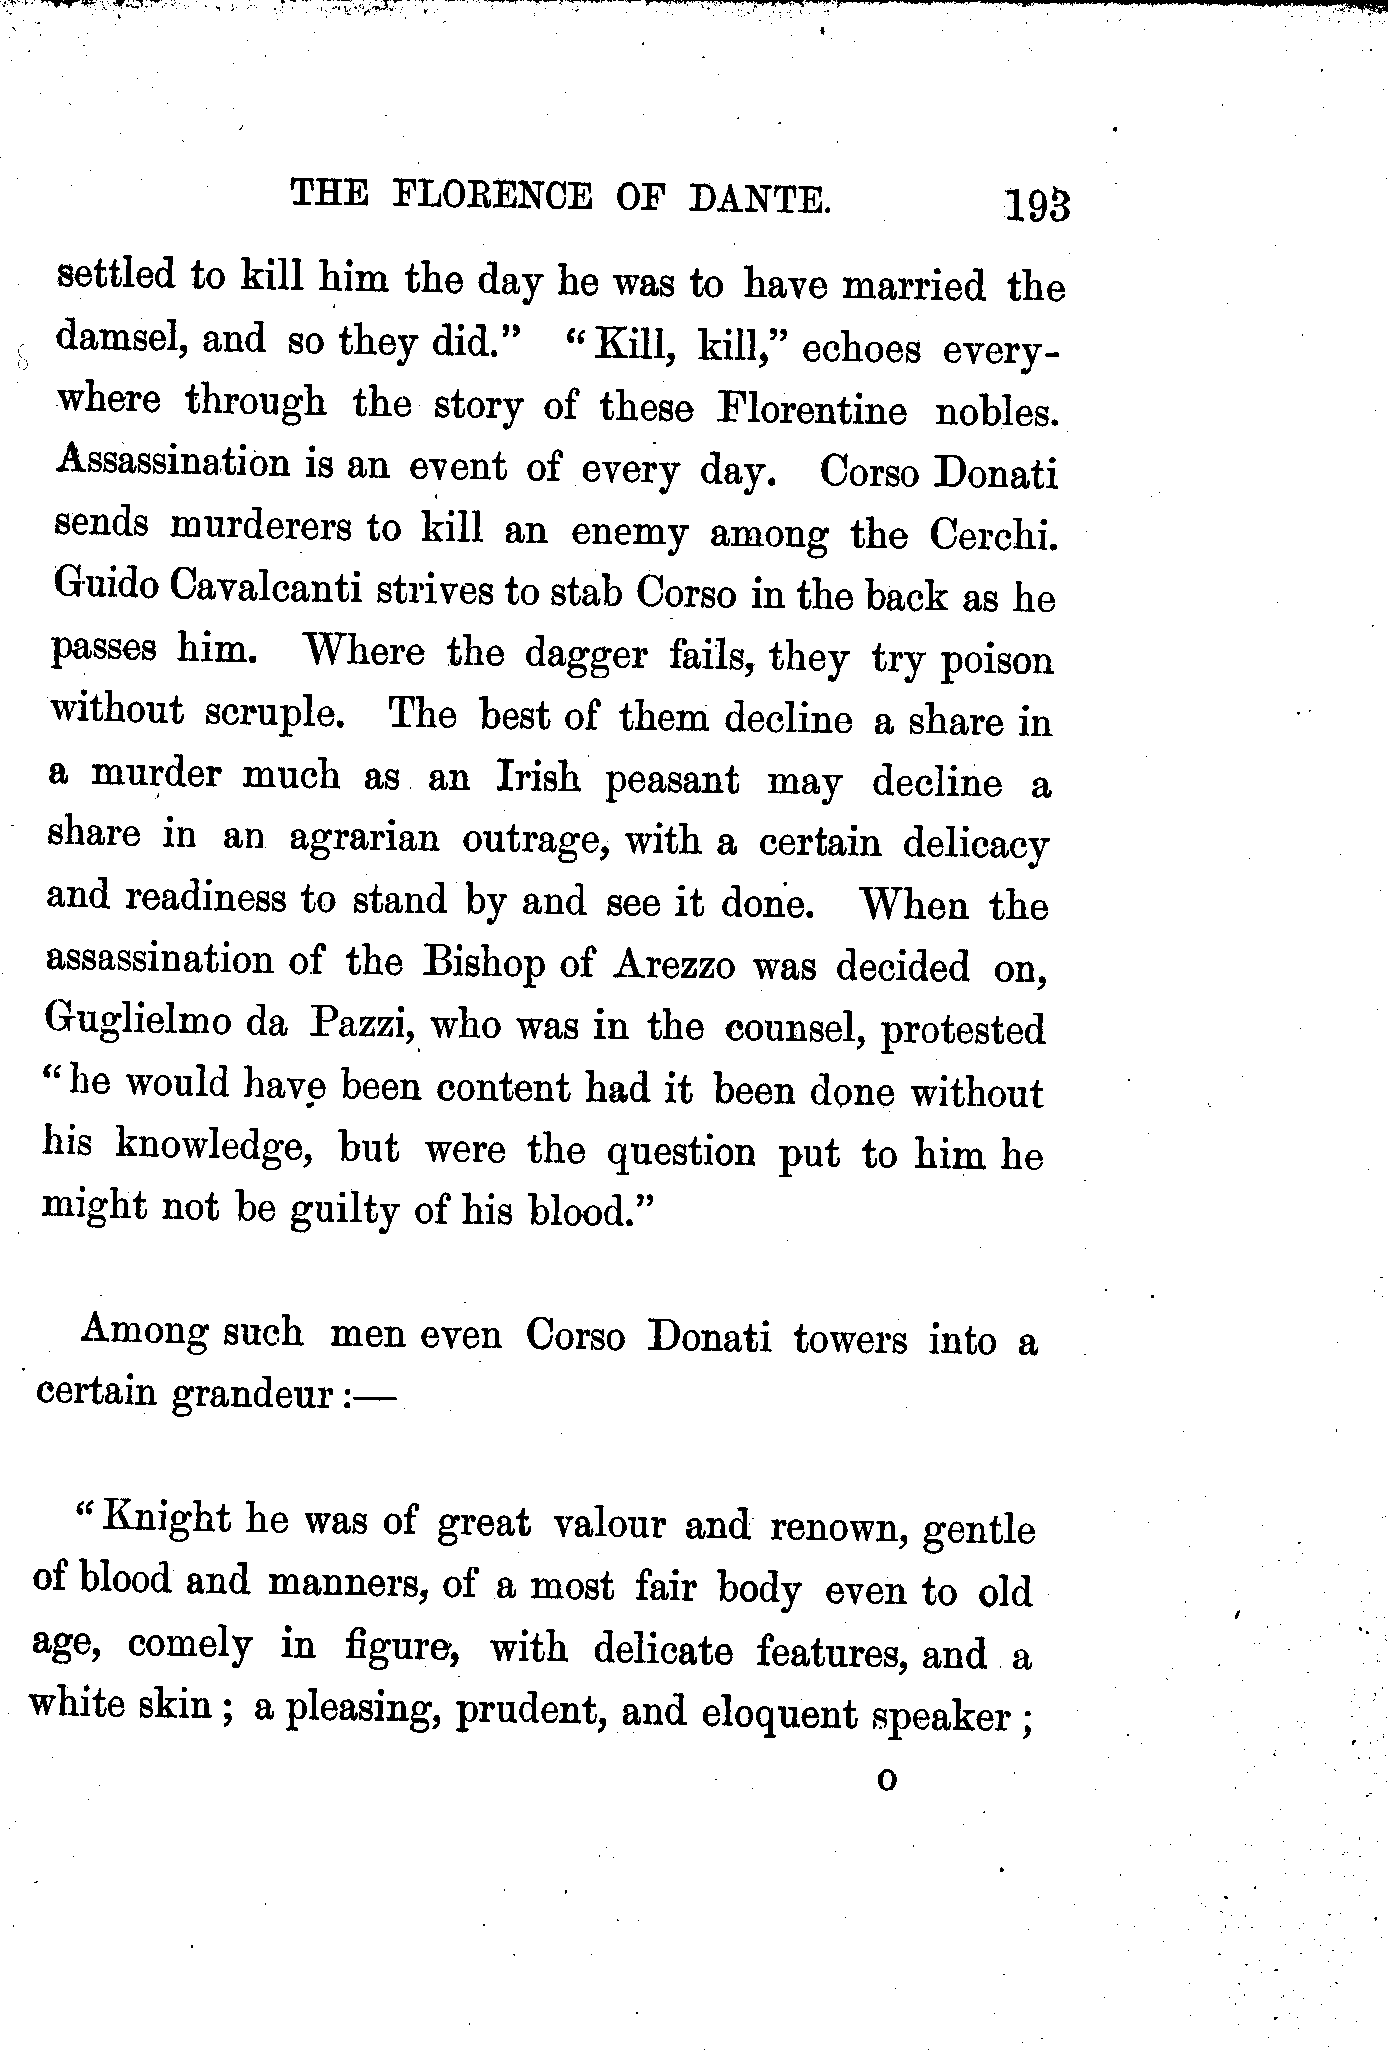 THE FLORENCE OF DANTE. 193
settled to kill him the day he was to have married the
damsel, and so they did." "Kill, kill," echoes every-
where through the story of these Florentine nobles.
Assassination is an event of every day. Corso Donati
sends murderers to kill an enemy among the Cerchi.
Guido Cavalcanti strives to stab Corso in the back as he
passes him. Where the dagger fails, they try poison
without scruple. The best of them decline a share in
a murder much as an Irish peasant may decline a
share in an agrarian outrage, with a certain delicacy
and readiness to stand by and see it done. When the
assassination of the Bishop of Arezzo was decided on,
Guglielmo da Pazzi, who was in the counsel, protested
"he would have been content had it been done without
his knowledge, but were the question put to him he
might not be guilty of his blood."
Among such men even Corso Donati towers into a
certain grandeur:—
"Knight he was of great valour and renown, gentle
of blood and manners, of a most fair body even to old
age, comely in figure, with delicate features, and a
white skin; a pleasing, prudent, and eloquent speaker;
O